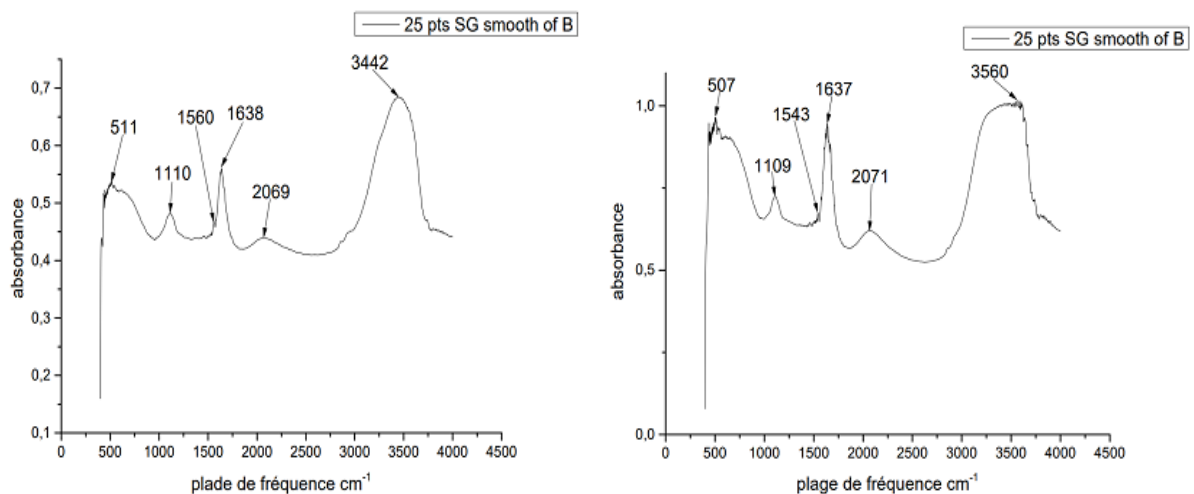 25 pts SG smooth of B
3442
0,7
0,6
511
1560
1638
1110
2069
0,5
0,4
0,3
0,2
0,1
absorbance
0 500 1000 1500 2000 2500 3000 3500 4000 4500
plade de fréquence cm-1
25 pts SG smooth of B
507
1543
1637
3560
1109
2071
1,0
0,5
0,0
absorbance
0 500 1000 1500 2000 2500 3000 3500 4000 4500
plage de fréquence cm-1